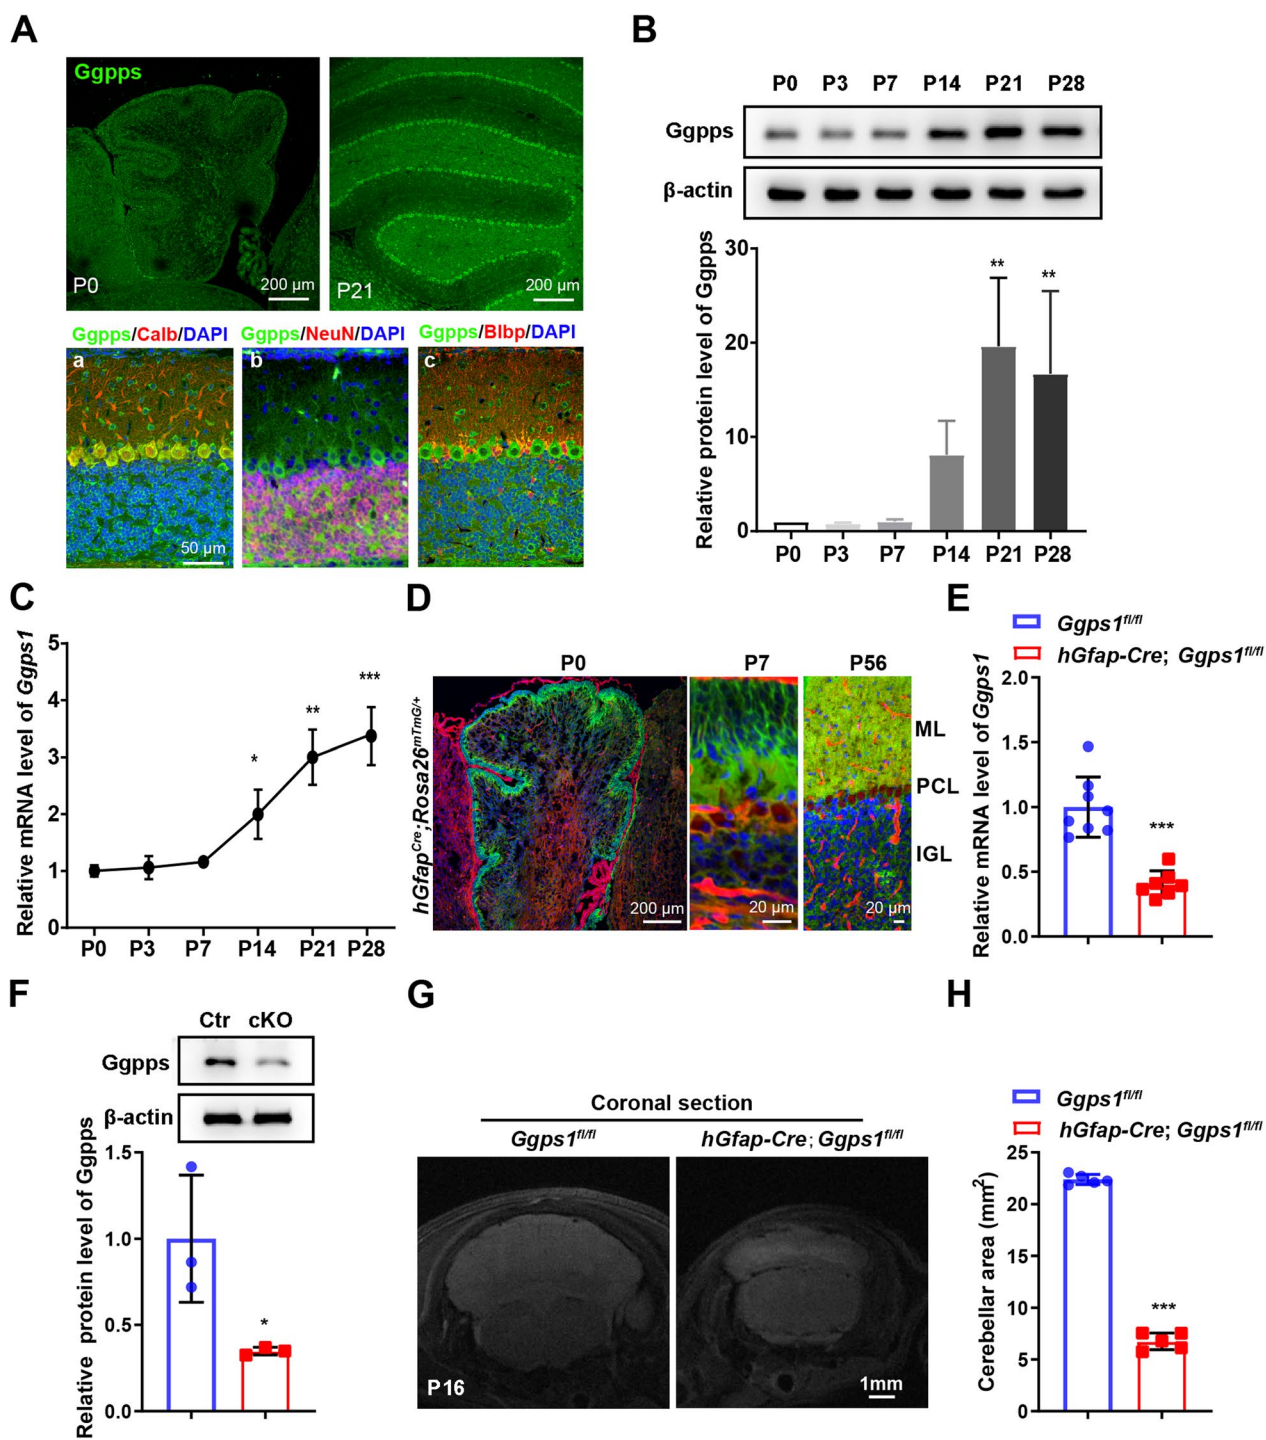 A
Ggpps
P0
200 µm
P21
200 µm
Ggpps/Calb/DAPI
Ggpps/NeuN/DAPI
Ggpps/Blbp/DAPI
a
b
c
50 µm
B
P0 P3 P7 P14 P21 P28
Ggpps
β-actin
Relative protein level of Ggpps
30
20
10
0
**
**
P0 P3 P7 P14 P21 P28
C
Relative mRNA level of Ggps1
5
4
3
2
1
0
*
**
***
P0 P3 P7 P14 P21 P28
D
P0
P7
P56
hGfapCre;Rosa26mTmG/+
ML
PCL
IGL
200 µm
20 µm
20 µm
E
Ggps1fl/fl
hGfap-Cre; Ggps1fl/fl
Relative mRNA level of Ggps1
2.0
1.5
1.0
0.5
0.0
***
F
Ctr cKO
Ggpps
β-actin
Relative protein level of Ggpps
1.5
1.0
0.5
0.0
*
G
Coronal section
Ggps1fl/fl
hGfap-Cre; Ggps1fl/fl
P16
1mm
H
Ggps1fl/fl
hGfap-Cre; Ggps1fl/fl
Cerebellar area (mm2)
25
20
15
10
5
0
***